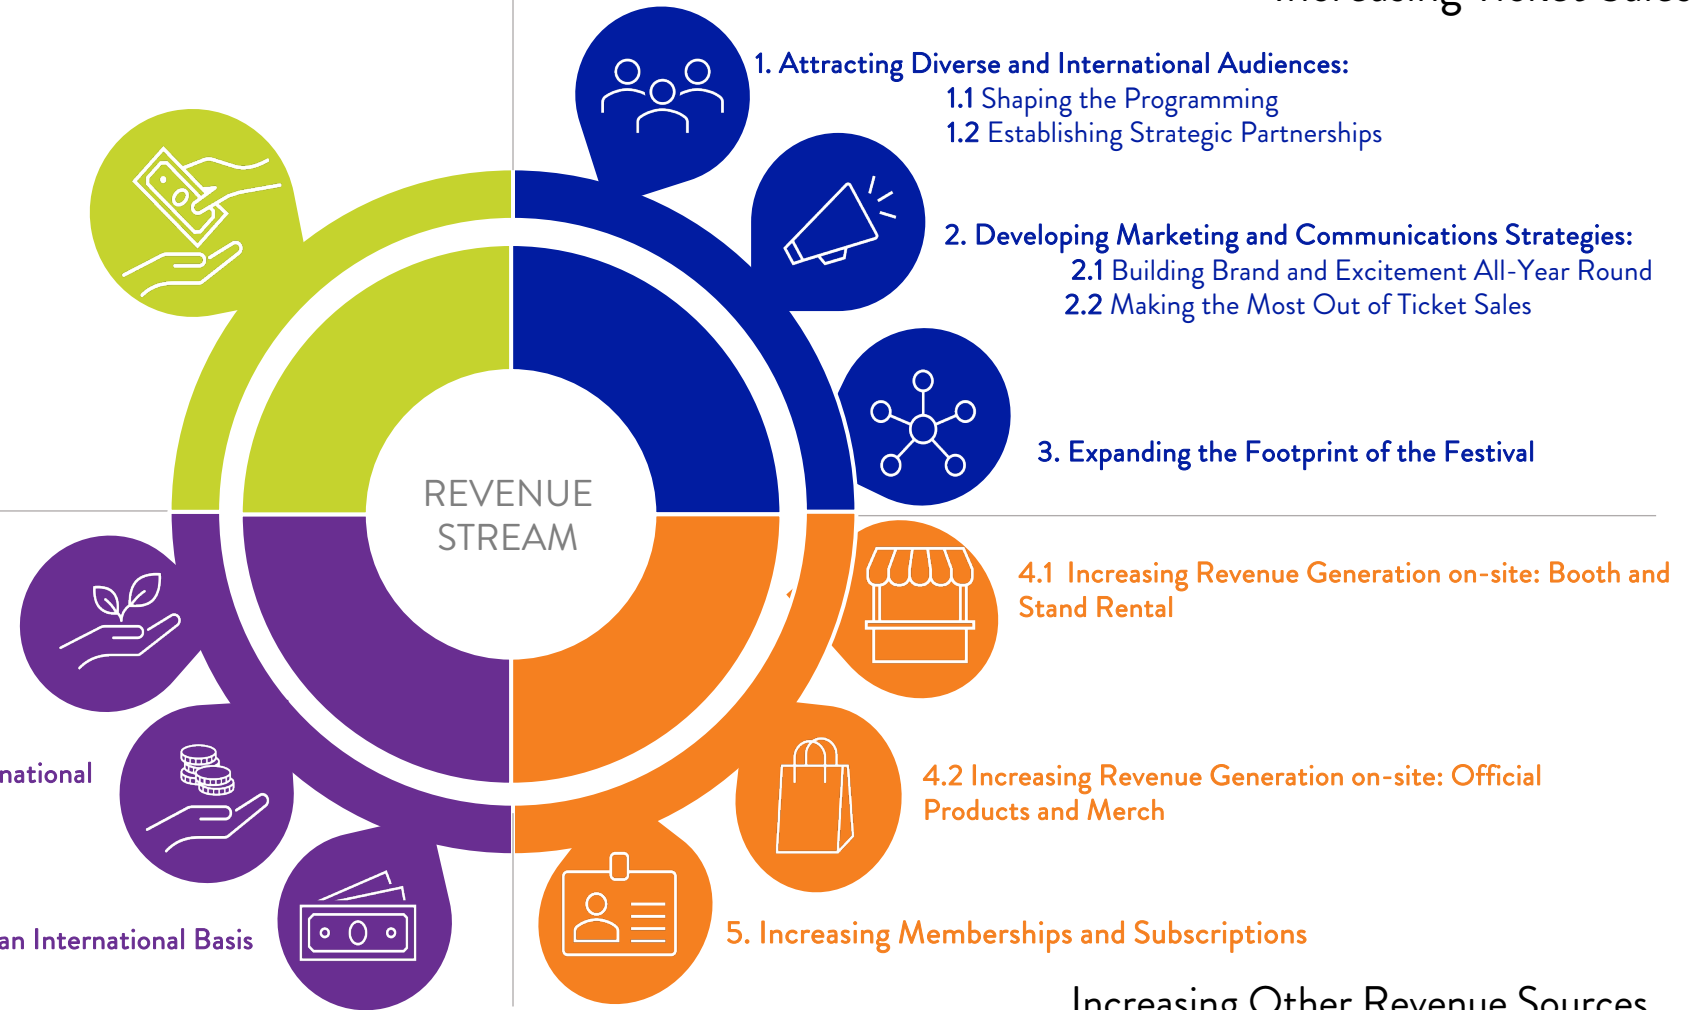 Increasing Ticket Sales
1. Attracting Diverse and International Audiences:
1.1 Shaping the Programming
1.2 Establishing Strategic Partnerships
2. Developing Marketing and Communications Strategies:
2.1 Building Brand and Excitement All-Year Round
2.2 Making the Most Out of Ticket Sales
3. Expanding the Footprint of the Festival
REVENUE
STREAM
4.1 Increasing Revenue Generation on-site: Booth and
Stand Rental
national
4.2 Increasing Revenue Generation on-site: Official
Products and Merch
an International Basis
5. Increasing Memberships and Subscriptions
Increasing Other Revenue Sources